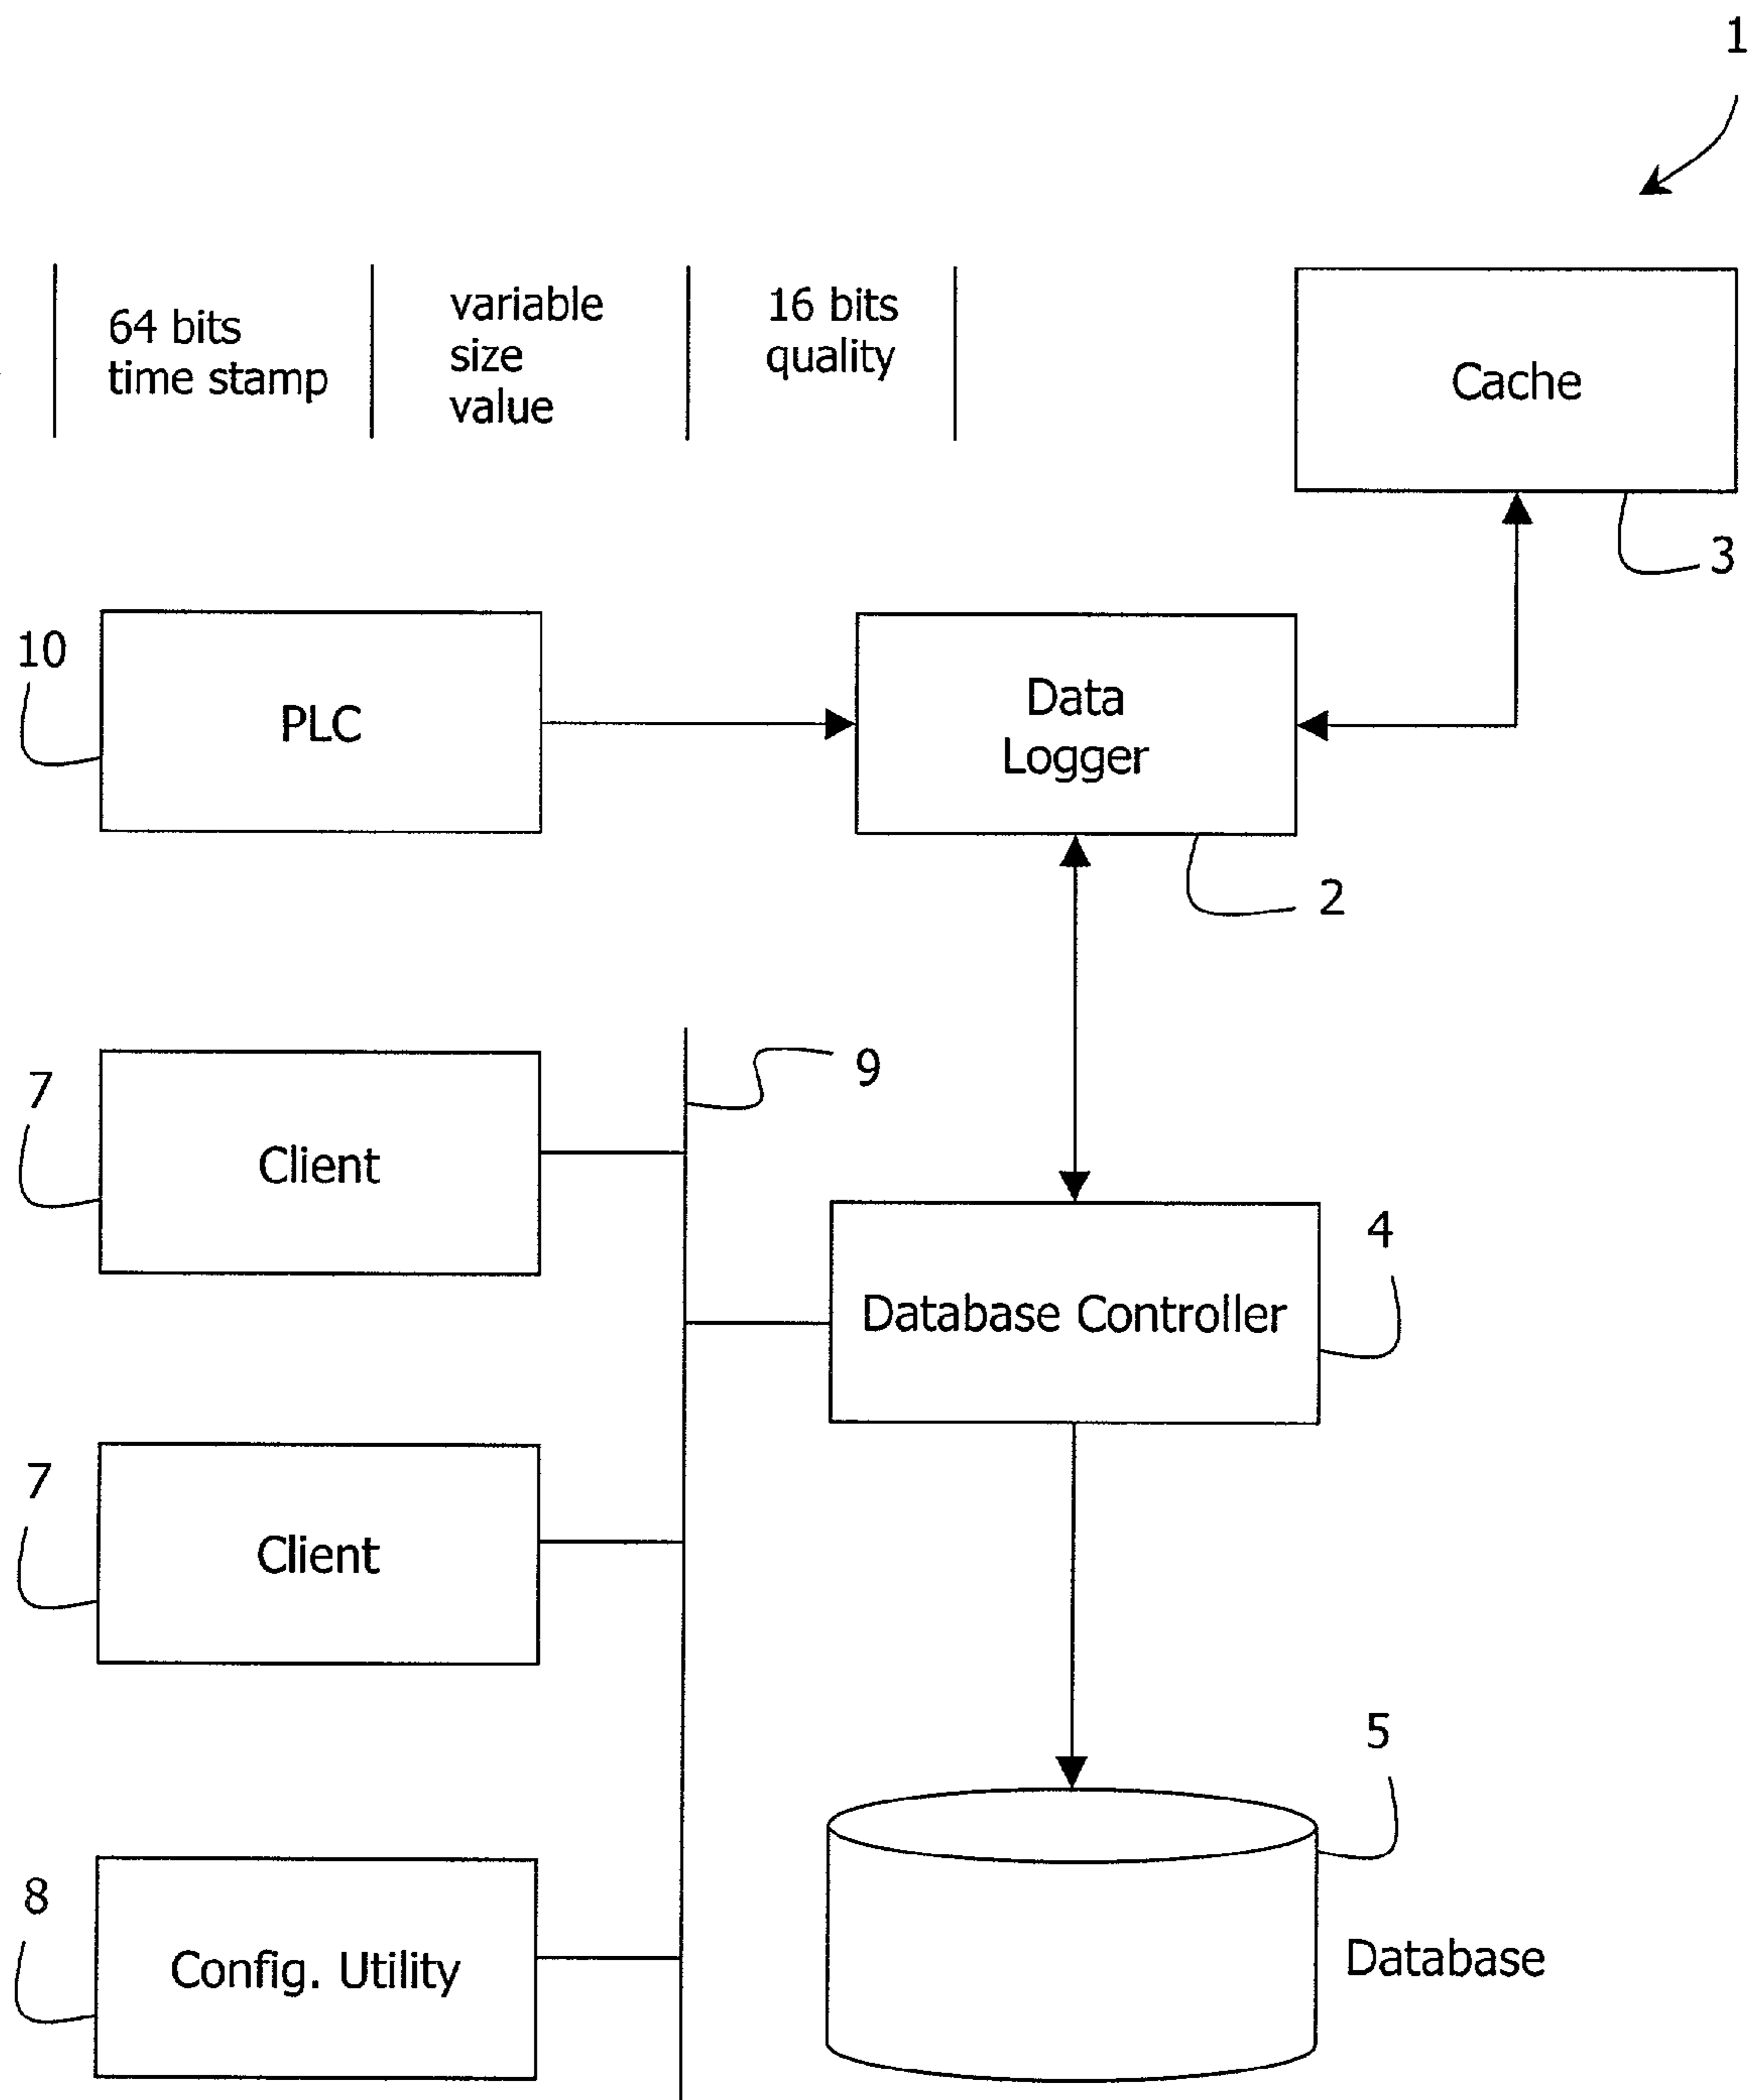 1
64 bits
time stamp
variable
size
value
16 bits
quality
Cache
3
10
PLC
Data
Logger
2
9
7
Client
4
Database Controller
7
Client
5
8
Config. Utility
Database